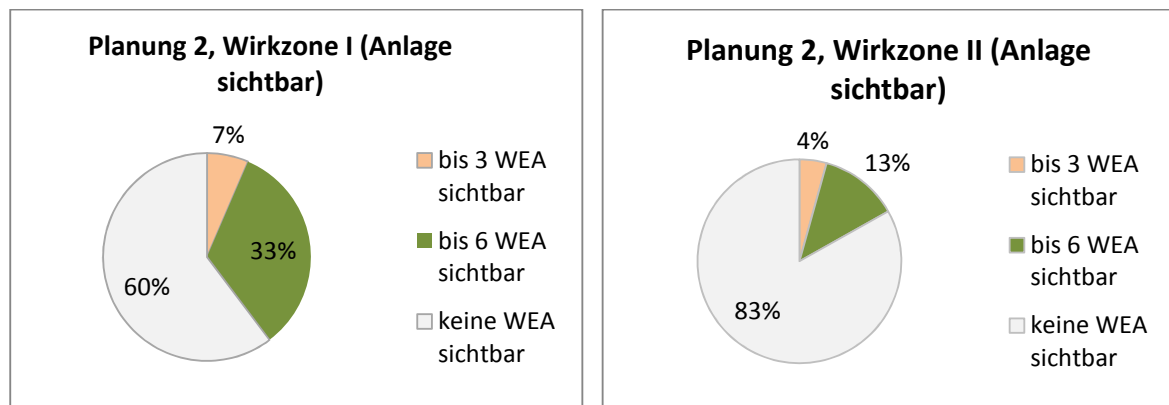 Planung 2, Wirkzone I (Anlage
sichtbar)
7%
33%
60%
bis 3 WEA
sichtbar
bis 6 WEA
sichtbar
keine WEA
sichtbar
Planung 2, Wirkzone II (Anlage
sichtbar)
4%
13%
83%
bis 3 WEA
sichtbar
bis 6 WEA
sichtbar
keine WEA
sichtbar